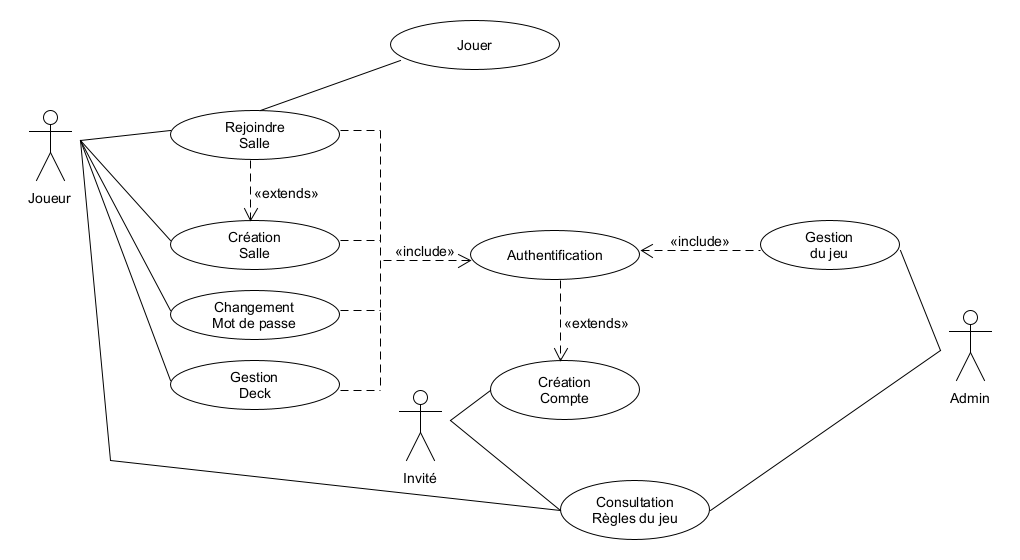 Jouer
Rejoindre
Salle
Joueur
«extends»
Création
Salle
«include»
Authentification
«include»
Gestion
du jeu
Changement
Mot de passe
«extends»
Gestion
Deck
Création
Compte
Admin
Invité
Consultation
Règles du jeu